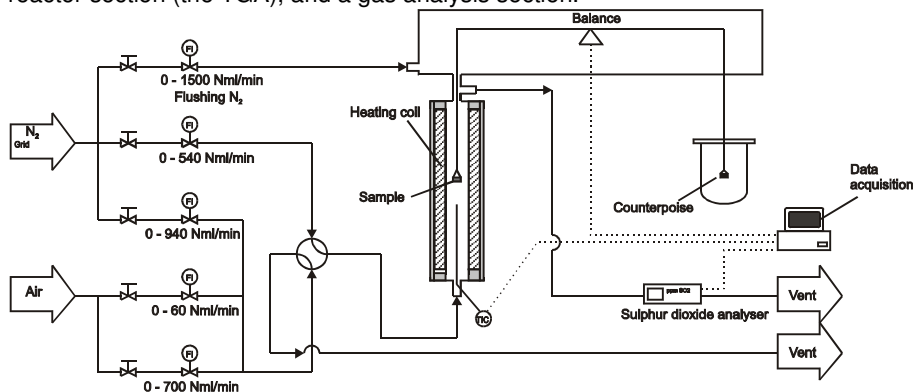 reactor section (the TGA), and a gas analysis section.
Balance
FI
0 - 1500 Nml/min
Flushing N₂
Heating coil
N₂
Grid
FI
0 - 540 Nml/min
Data
acquisition
Sample
Counterpoise
FI
0 - 940 Nml/min
Air
FI
0 - 60 Nml/min
ppm SO2
Vent
TIC
Sulphur dioxide analyser
FI
Vent
0 - 700 Nml/min